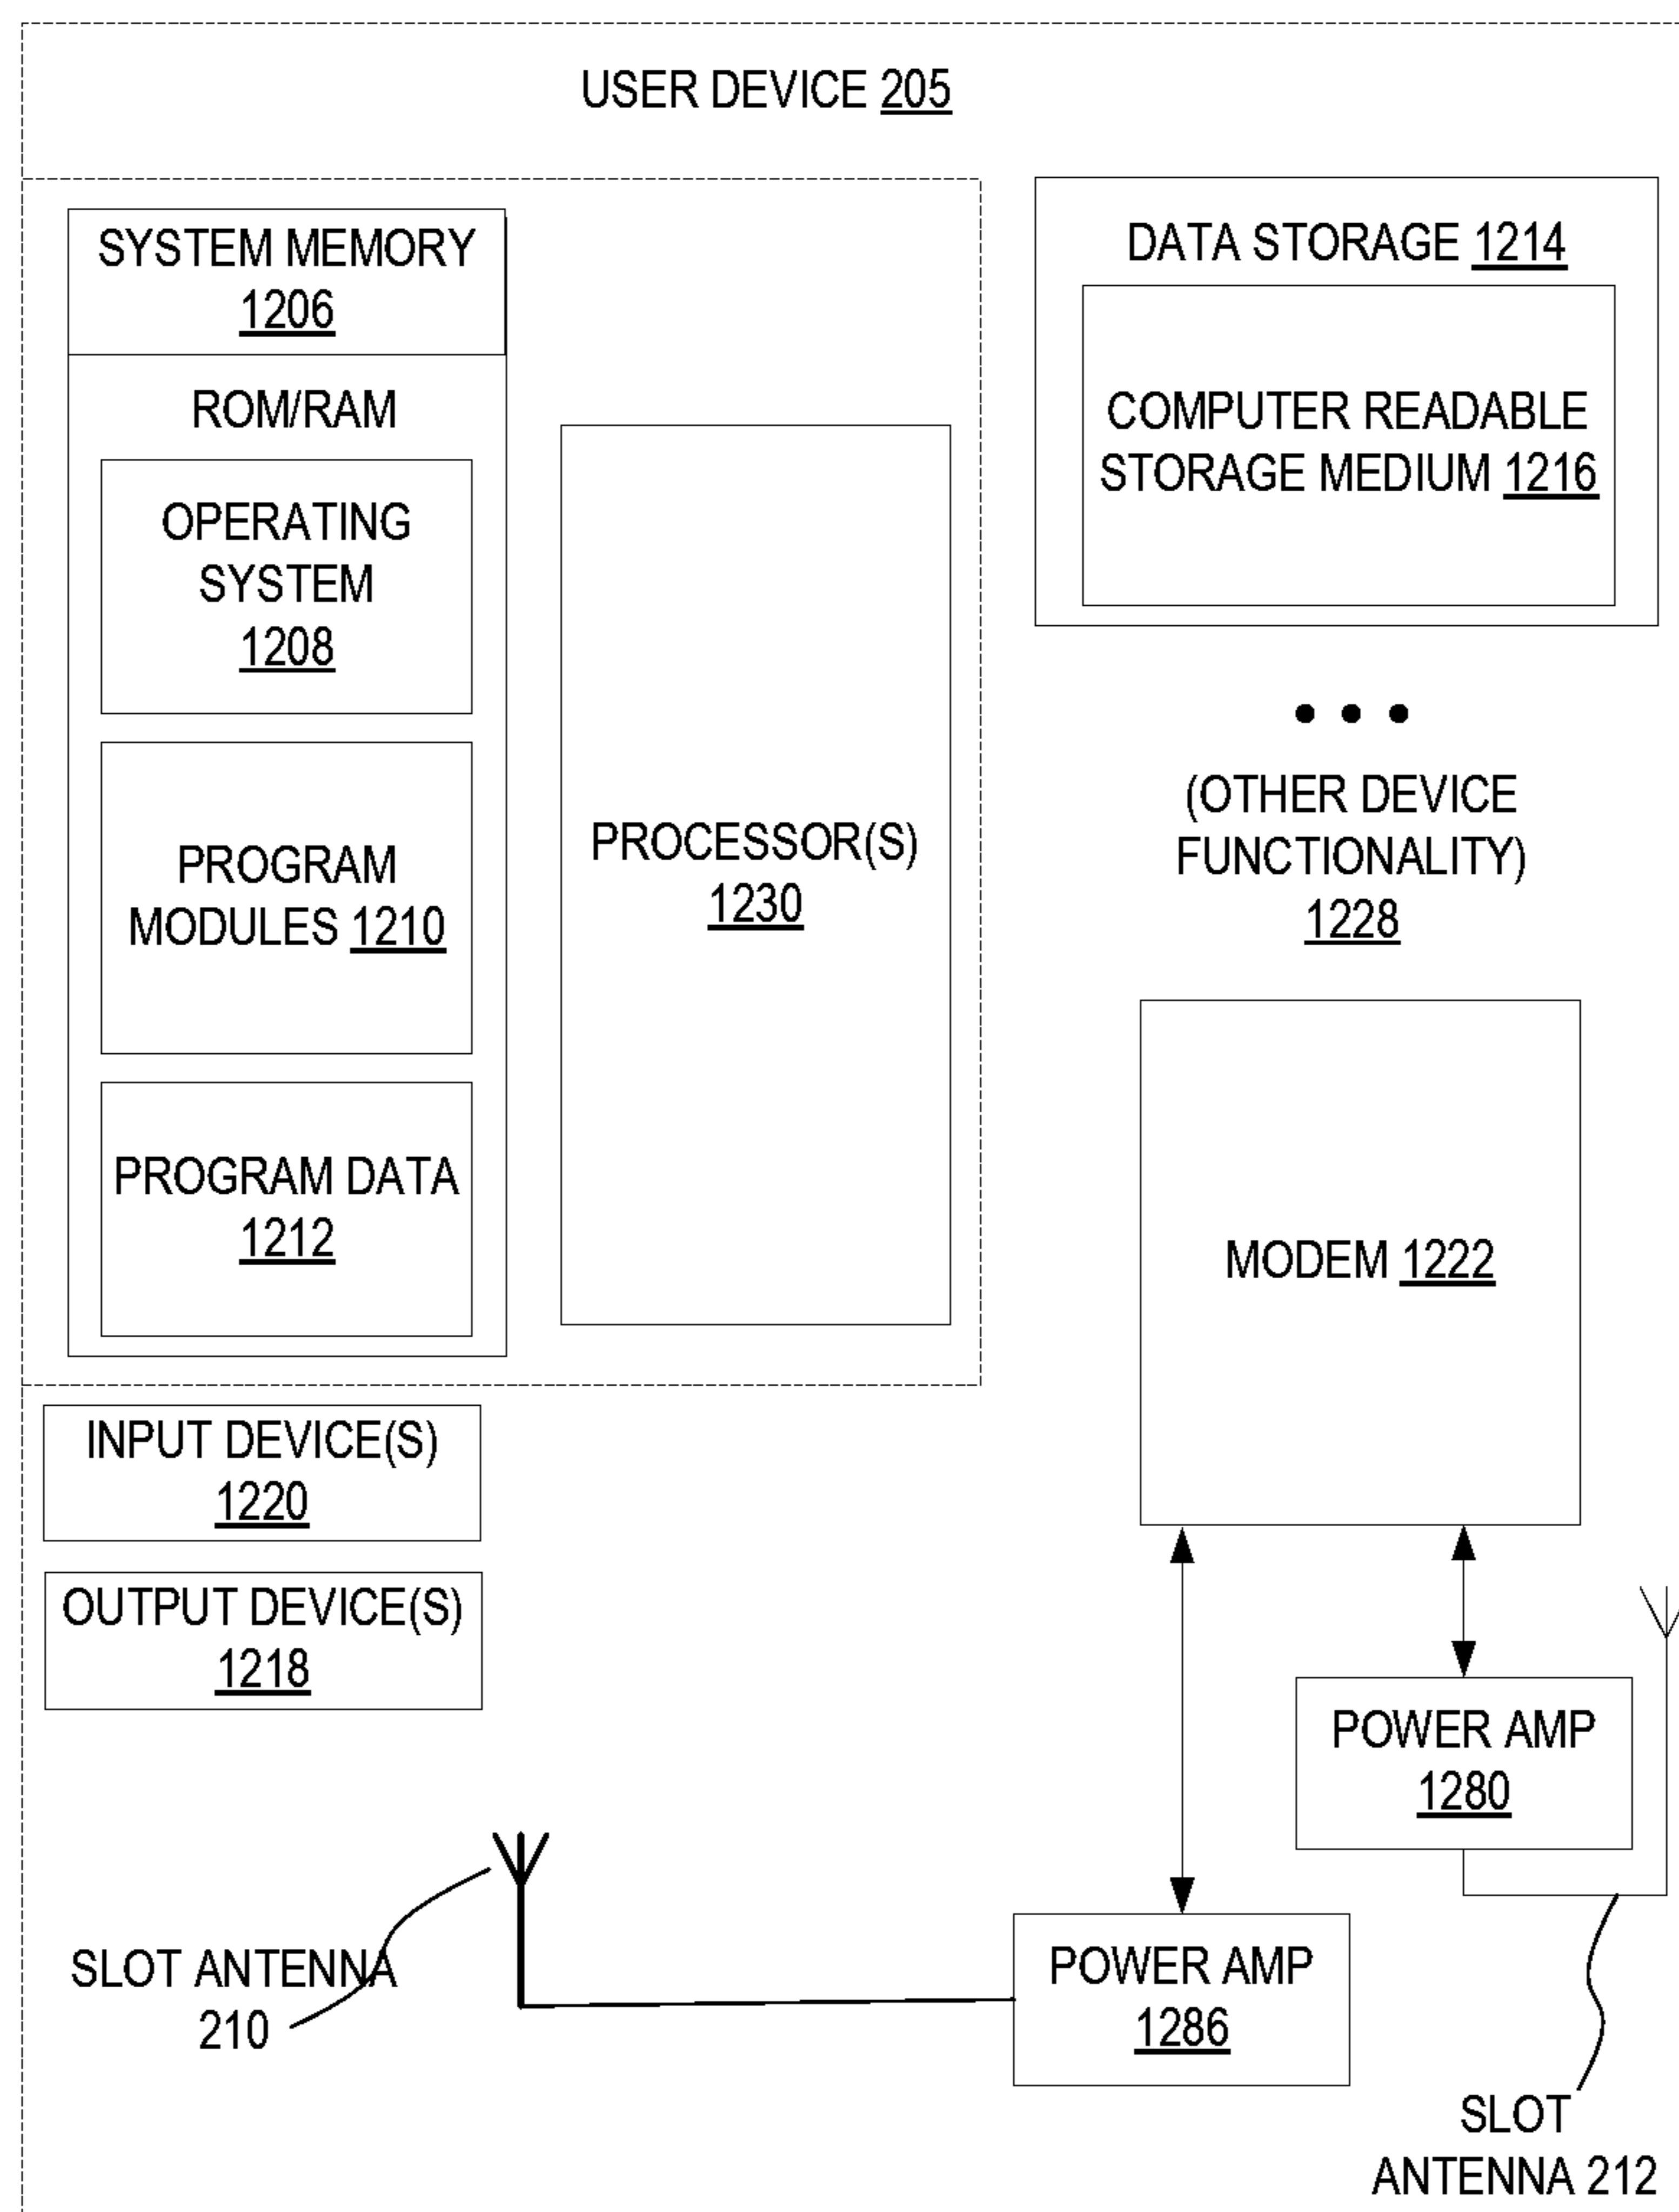 USER DEVICE 205
SYSTEM MEMORY
1206
ROM/RAM
OPERATING
SYSTEM
1208
PROGRAM
MODULES 1210
PROGRAM DATA
1212
PROCESSOR(S)
1230
DATA STORAGE 1214
COMPUTER READABLE
STORAGE MEDIUM 1216
(OTHER DEVICE
FUNCTIONALITY)
1228
MODEM 1222
INPUT DEVICE(S)
1220
OUTPUT DEVICE(S)
1218
POWER AMP
1280
SLOT ANTENNA
210
POWER AMP
1286
SLOT
ANTENNA 212